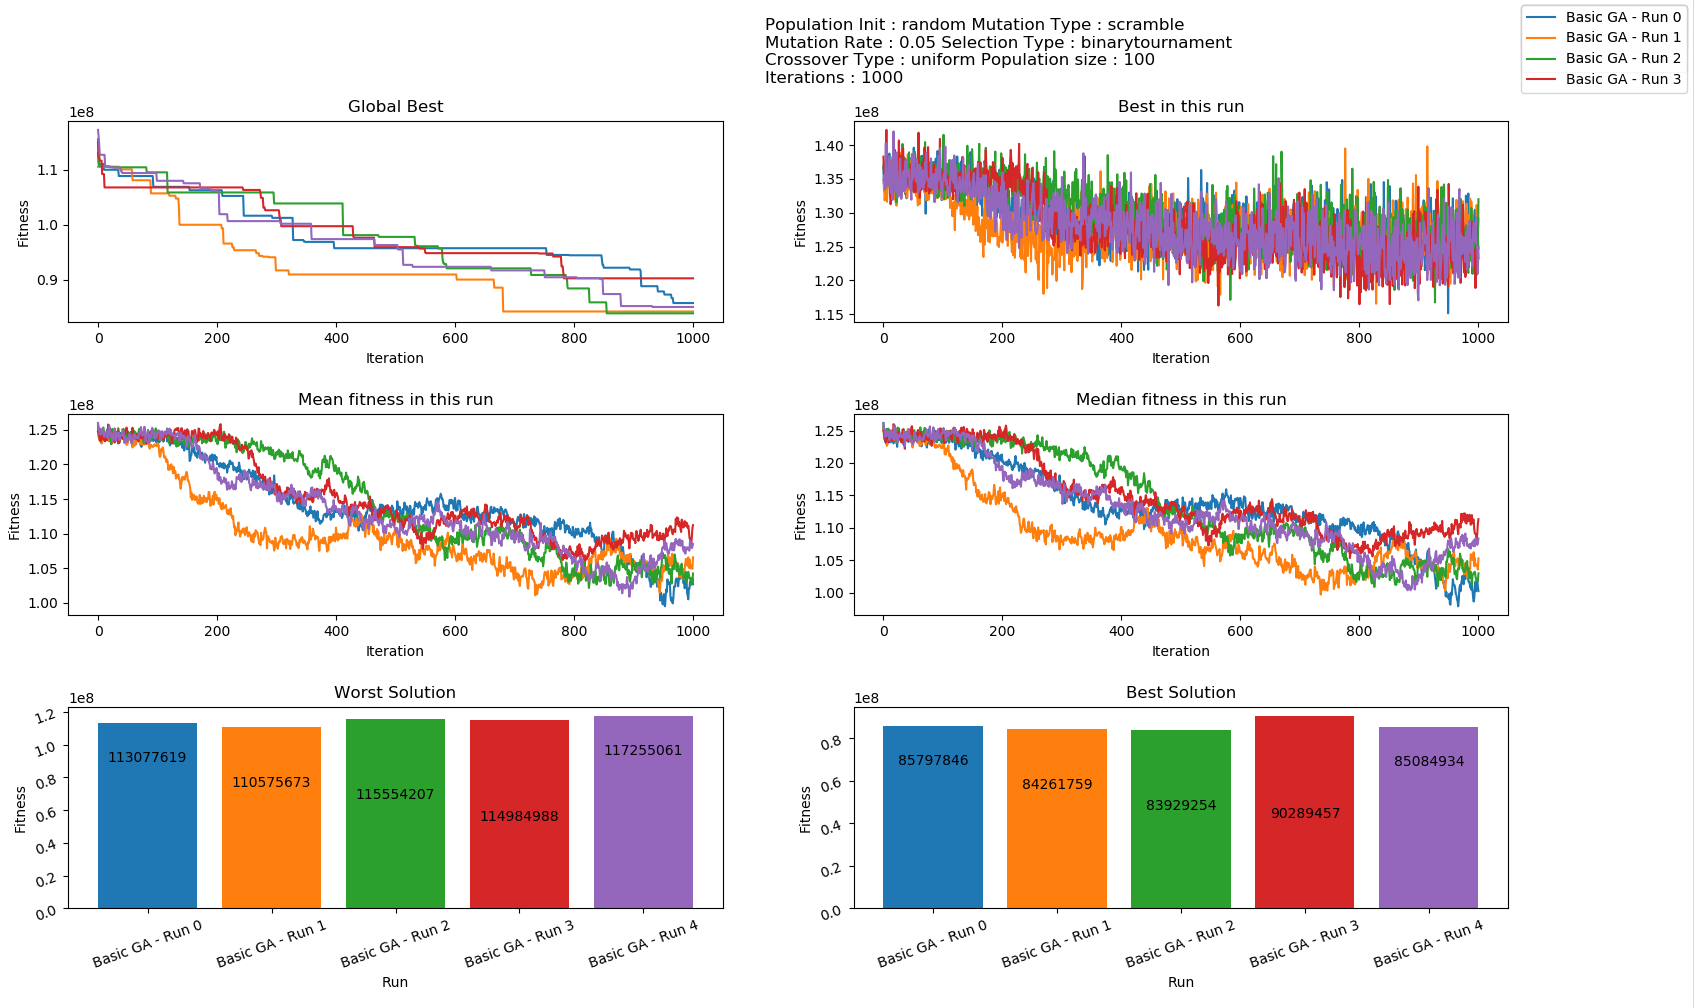 Population Init : random Mutation Type : scramble
Mutation Rate : 0.05 Selection Type : binarytournament
Crossover Type : uniform Population size : 100
Iterations : 1000
Basic GA - Run 0
Basic GA - Run 1
Basic GA - Run 2
Basic GA - Run 3
Global Best
1e8
1.1
1.0
0.9
Fitness
0 200 400 600 800 1000
Iteration
Best in this run
1e8
1.40
1.35
1.30
1.25
1.20
1.15
Fitness
0 200 400 600 800 1000
Iteration
Mean fitness in this run
1e8
1.25
1.20
1.15
1.10
1.05
1.00
Fitness
0 200 400 600 800 1000
Iteration
Median fitness in this run
1e8
1.25
1.20
1.15
1.10
1.05
1.00
Fitness
0 200 400 600 800 1000
Iteration
Worst Solution
1e8
1.2
1.0
0.8
0.6
0.4
0.2
0.0
Fitness
113077619
110575673
115554207
114984988
117255061
Basic GA - Run 0
Basic GA - Run 1
Basic GA - Run 2
Basic GA - Run 3
Basic GA - Run 4
Run
Best Solution
1e8
0.8
0.6
0.4
0.2
0.0
Fitness
85797846
84261759
83929254
90289457
85084934
Basic GA - Run 0
Basic GA - Run 1
Basic GA - Run 2
Basic GA - Run 3
Basic GA - Run 4
Run